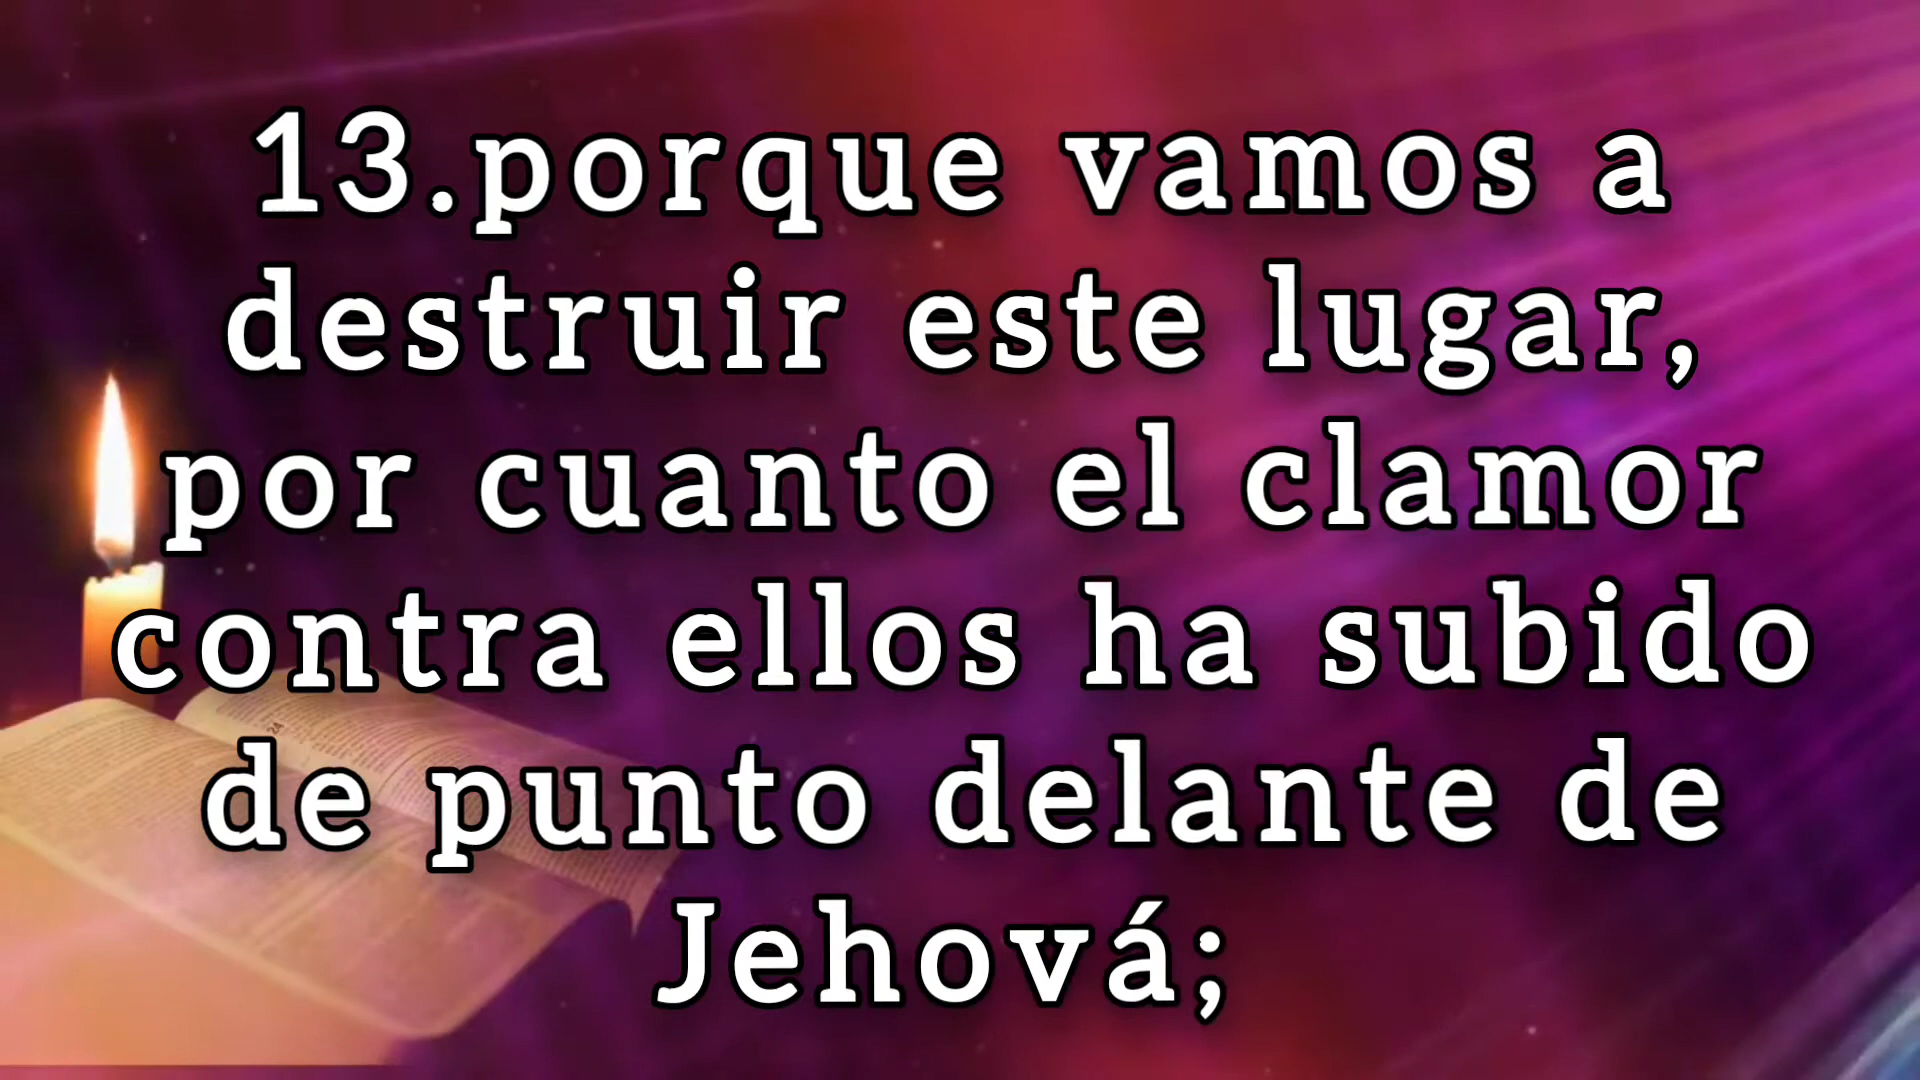 13.porque vamos a
destruir este lugar,
por cuanto el clamor
contra ellos ha subido
de punto delante de
Jehová;